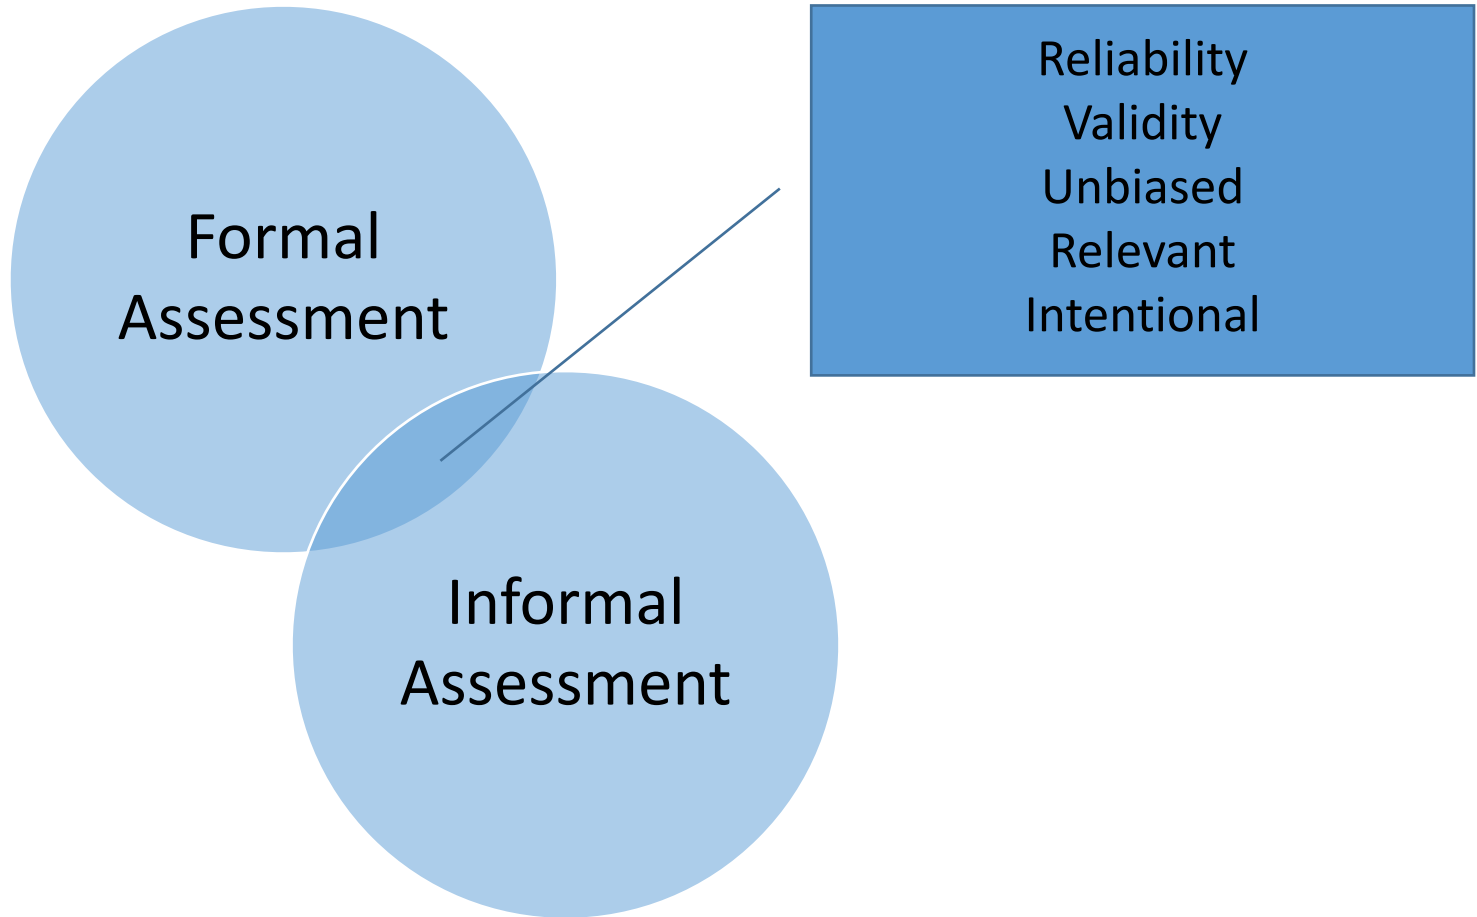 Formal
Assessment
Reliability
Validity
Unbiased
Relevant
Intentional
Informal
Assessment